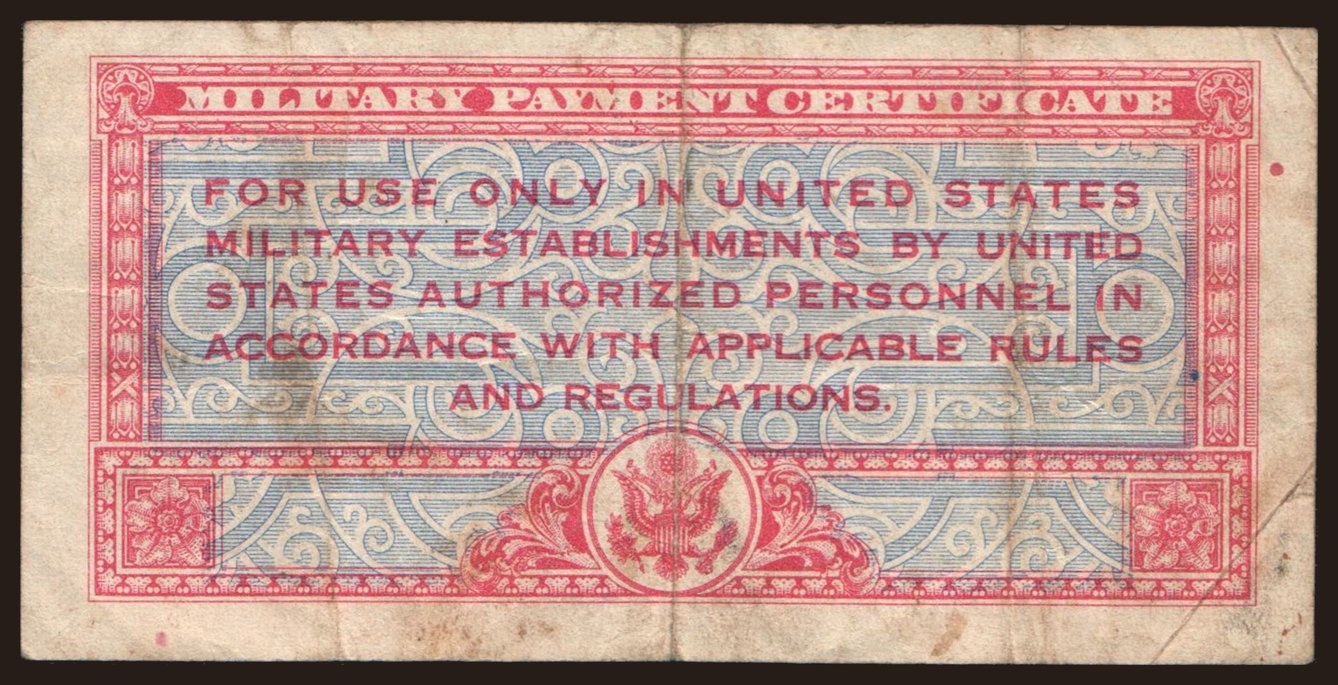 MILITARY PAYMENT CERTIFICATE
FOR USE ONLY IN UNITED STATES
MILITARY ESTABLISHMENTS BY UNITED
STATES AUTHORIZED PERSONNEL IN
ACCORDANCE WITH APPLICABLE RULES
AND REGULATIONS.